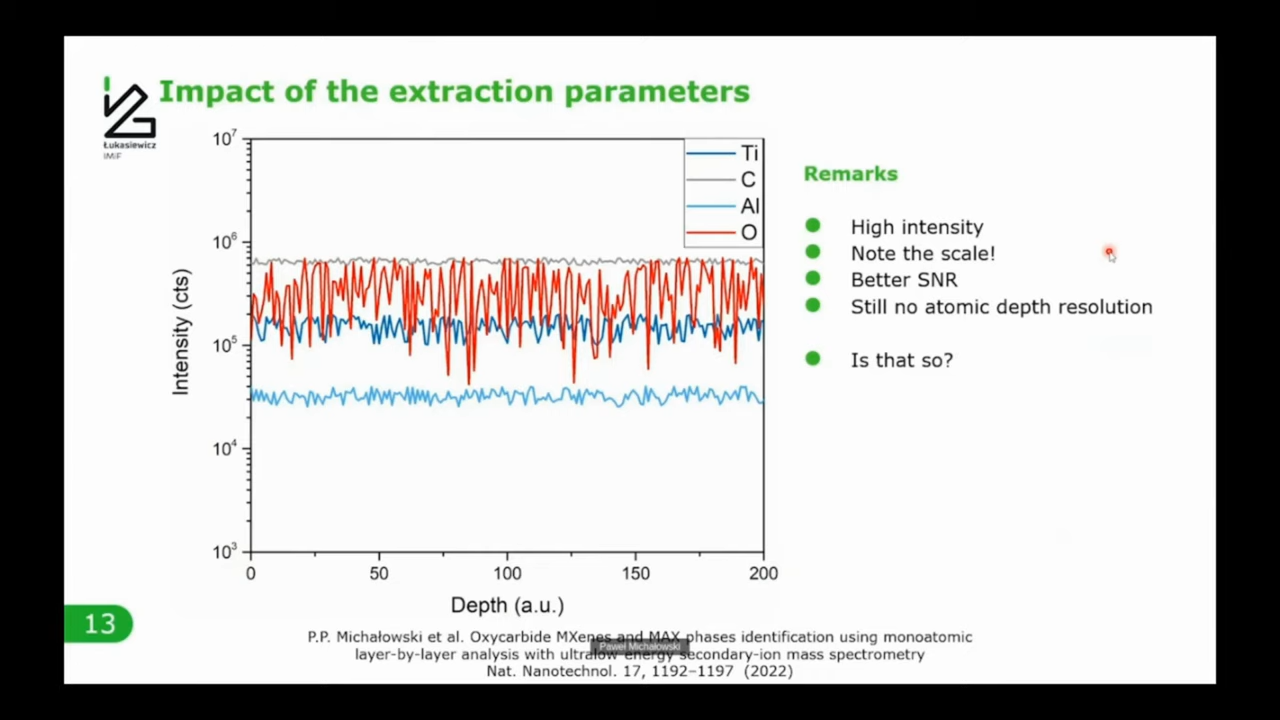 Impact of the extraction parameters
Łukasiewicz
IMiF
10⁷
10⁶
10⁵
10⁴
10³
Intensity (cts)
0
50
100
150
200
Depth (a.u.)
Ti
C
Al
O
Remarks
High intensity
Note the scale!
Better SNR
Still no atomic depth resolution
Is that so?
13
P.P. Michałowski et al. Oxycarbide MXenes and MAX phases identification using monoatomic
layer-by-layer analysis with ultralow energy secondary-ion mass spectrometry
Nat. Nanotechnol. 17, 1192–1197 (2022)
Paweł Michałowski